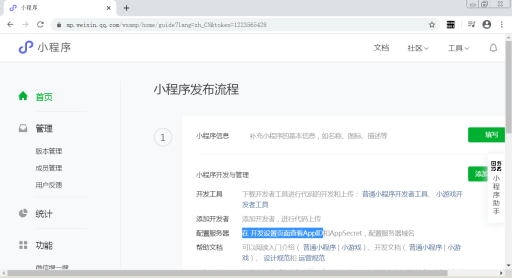 小程序
mp.weixin.qq.com/wxamp/home/guide?lang=zh_CN&token=1223565428
小程序
文档
社区
工具
首页
管理
版本管理
成员管理
用户反馈
统计
功能
微信搜一搜
小程序发布流程
1
小程序信息
补充小程序的基本信息，如名称、图标、描述等
填写
小程序开发与管理
添加
开发工具
下载开发者工具进行代码的开发和上传： 普通小程序开发者工具、 小游戏开
发者工具
添加开发者
添加开发者，进行代码上传
配置服务器
在 开发设置页面查看AppID和AppSecret，配置服务器域名
帮助文档
可以阅读入门介绍（ 普通小程序 | 小游戏）、开发文档（ 普通小程序 | 小游
戏）、 设计规范和 运营规范
小程序助手